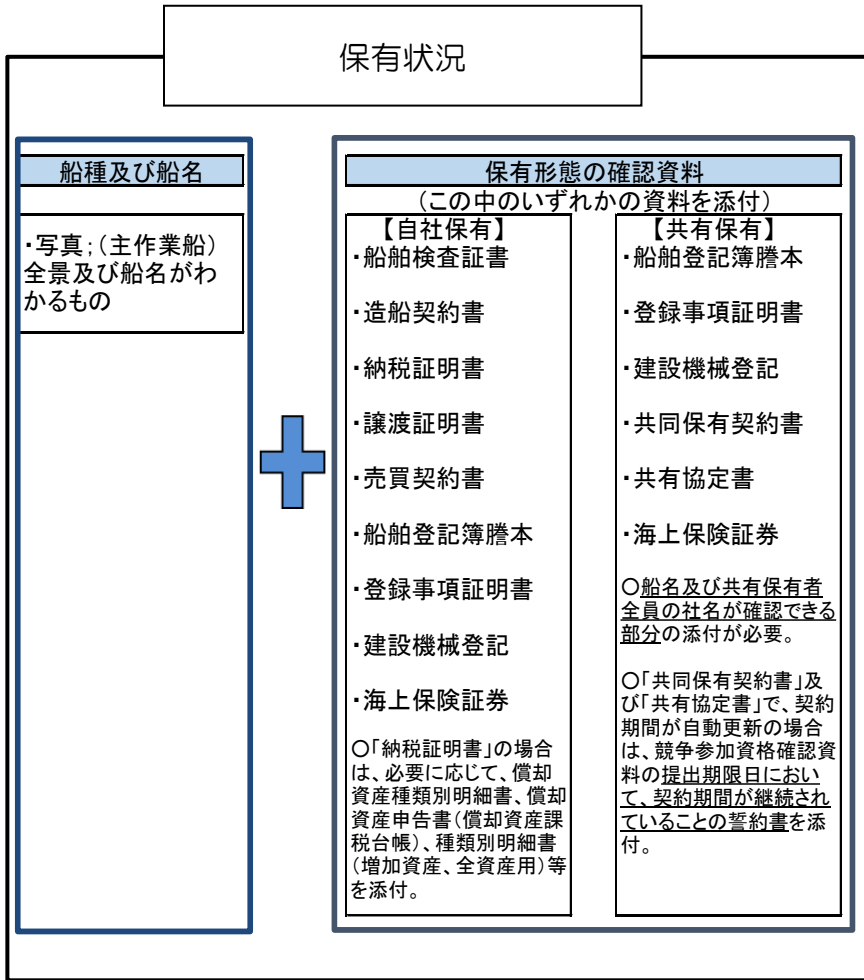 保有状況
船種及び船名
・写真；（主作業船）
全景及び船名がわ
かるもの
保有形態の確認資料
（この中のいずれかの資料を添付）
【自社保有】
・船舶検査証書
・造船契約書
・納税証明書
・譲渡証明書
・売買契約書
・船舶登記簿謄本
・登録事項証明書
・建設機械登記
・海上保険証券
○「納税証明書」の場合
は、必要に応じて、償却
資産種類別明細書、償却
資産申告書（償却資産課
税台帳）、種類別明細書
（増加資産、全資産用）等
を添付。
【共有保有】
・船舶登記簿謄本
・登録事項証明書
・建設機械登記
・共同保有契約書
・共有協定書
・海上保険証券
○船名及び共有保有者
全員の社名が確認できる
部分の添付が必要。
○「共同保有契約書」及
び「共有協定書」で、契約
期間が自動更新の場合
は、競争参加資格確認資
料の提出期限日におい
て、契約期間が継続され
ていることの誓約書を添
付。